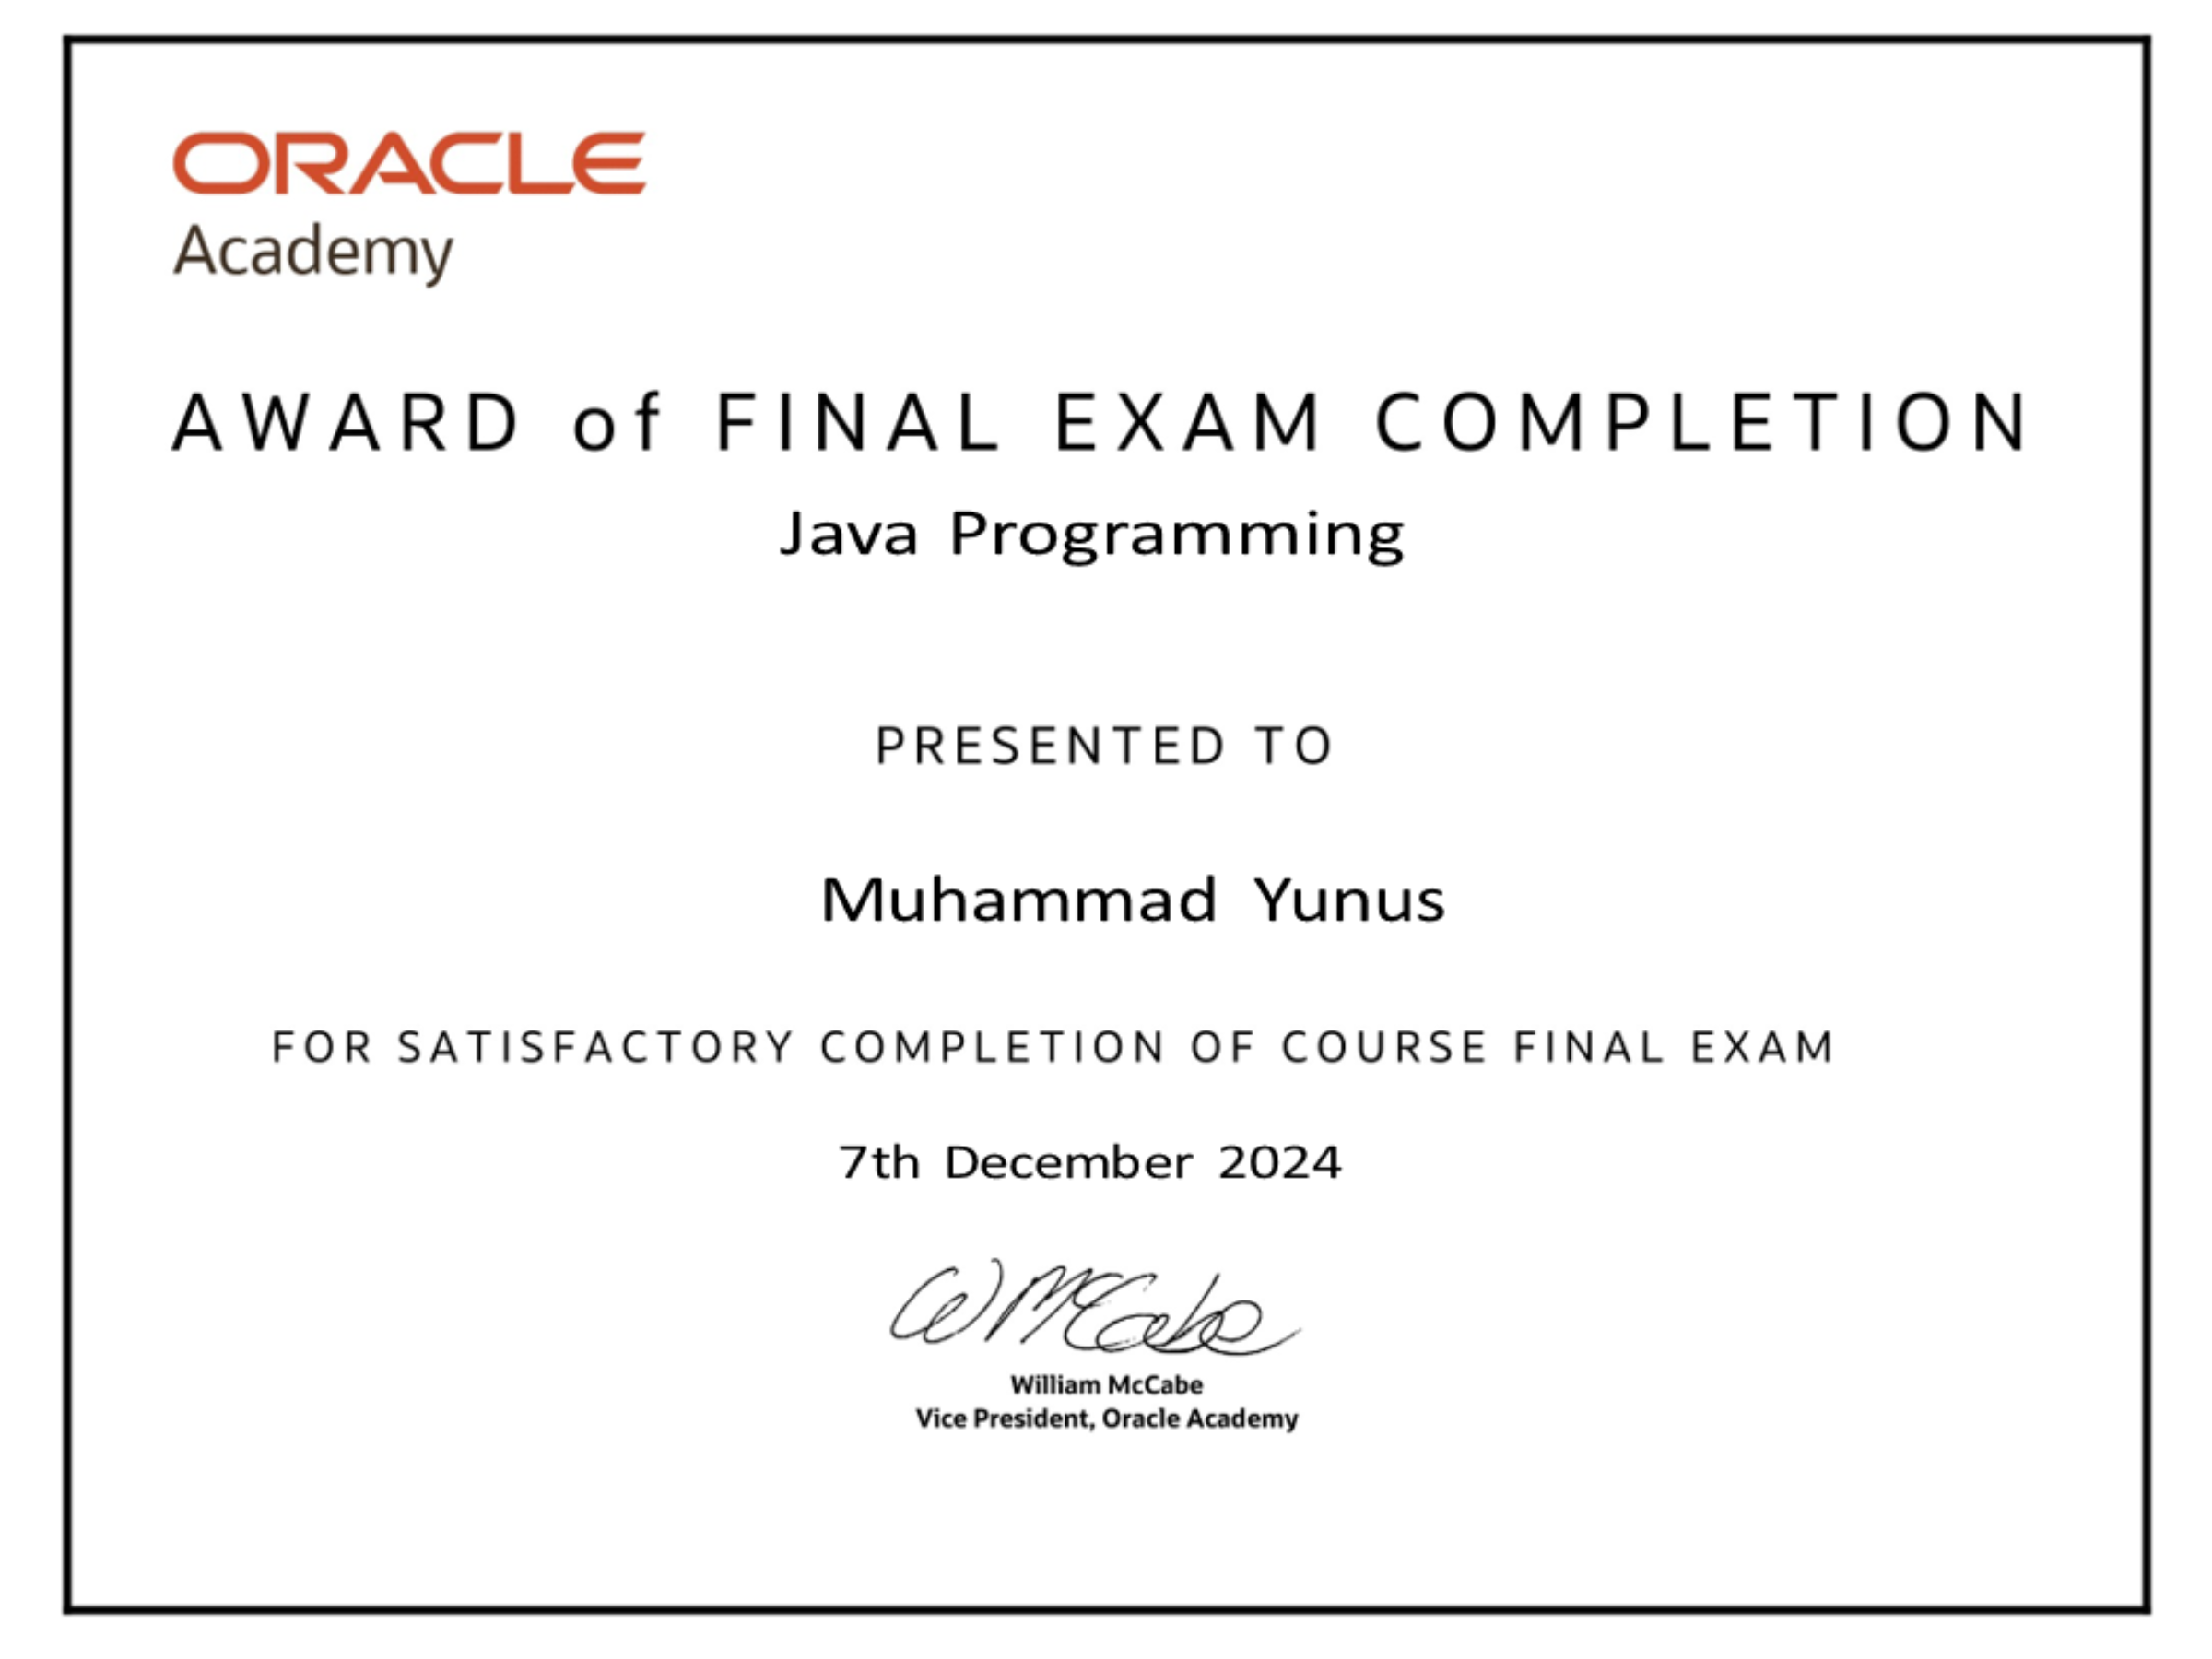 ORACLE
Academy
AWARD of FINAL EXAM COMPLETION
Java Programming
PRESENTED TO
Muhammad Yunus
FOR SATISFACTORY COMPLETION OF COURSE FINAL EXAM
7th December 2024
W McCabe
William McCabe
Vice President, Oracle Academy